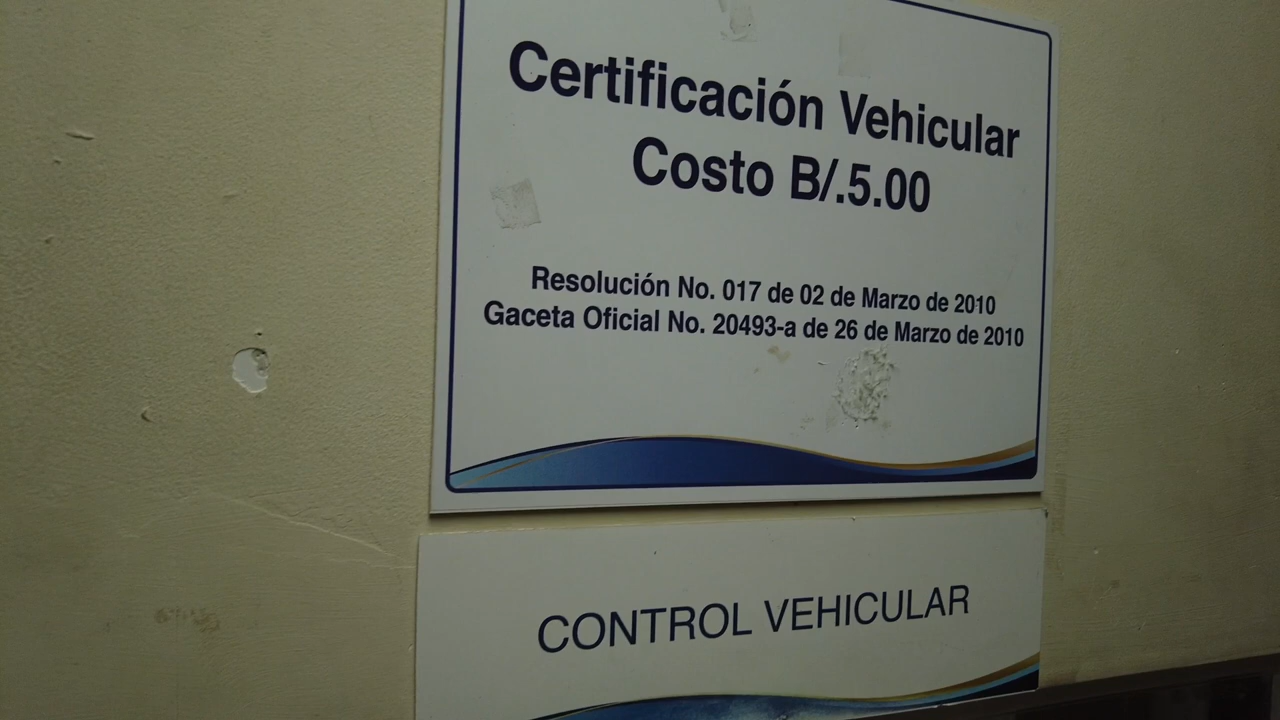 Certificación Vehicular
Costo B/.5.00
Resolución No. 017 de 02 de Marzo de 2010
Gaceta Oficial No. 20493-a de 26 de Marzo de 2010
CONTROL VEHICULAR